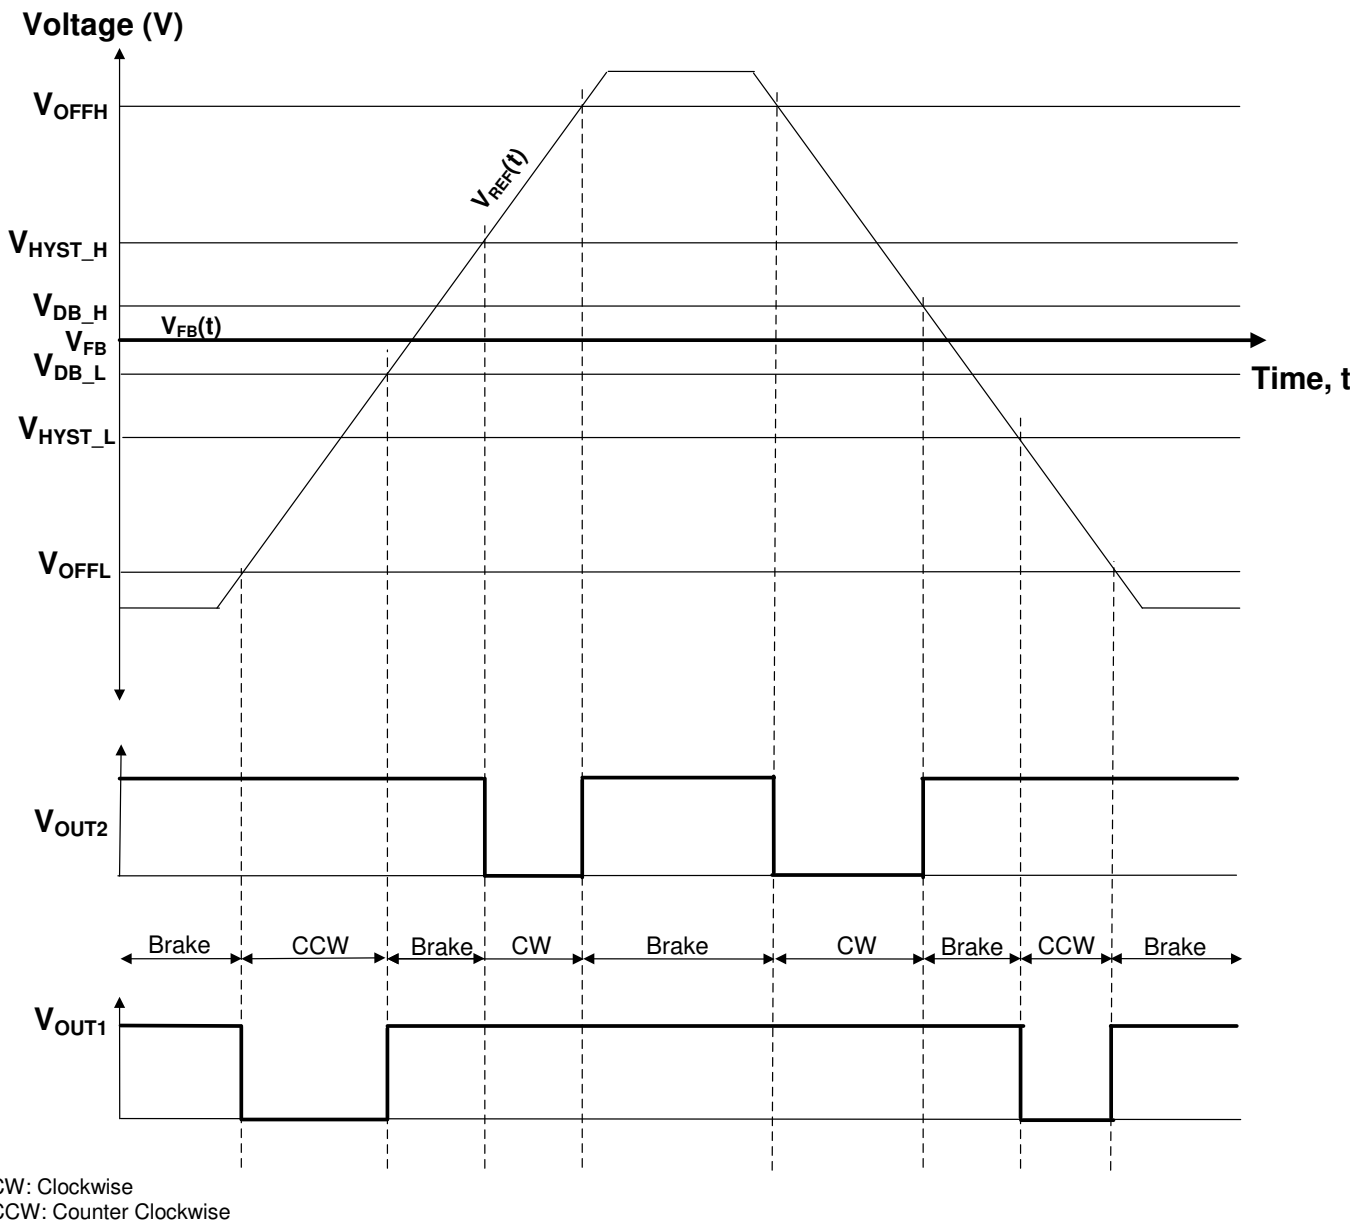 Voltage (V)
VOFFH
VREF(t)
VHYST_H
VDB_H
VFB(t)
VFB
VDB_L
Time, t
VHYST_L
VOFFL
VOUT2
Brake CCW Brake CW Brake CW Brake CCW Brake
VOUT1
CW: Clockwise
CCW: Counter Clockwise